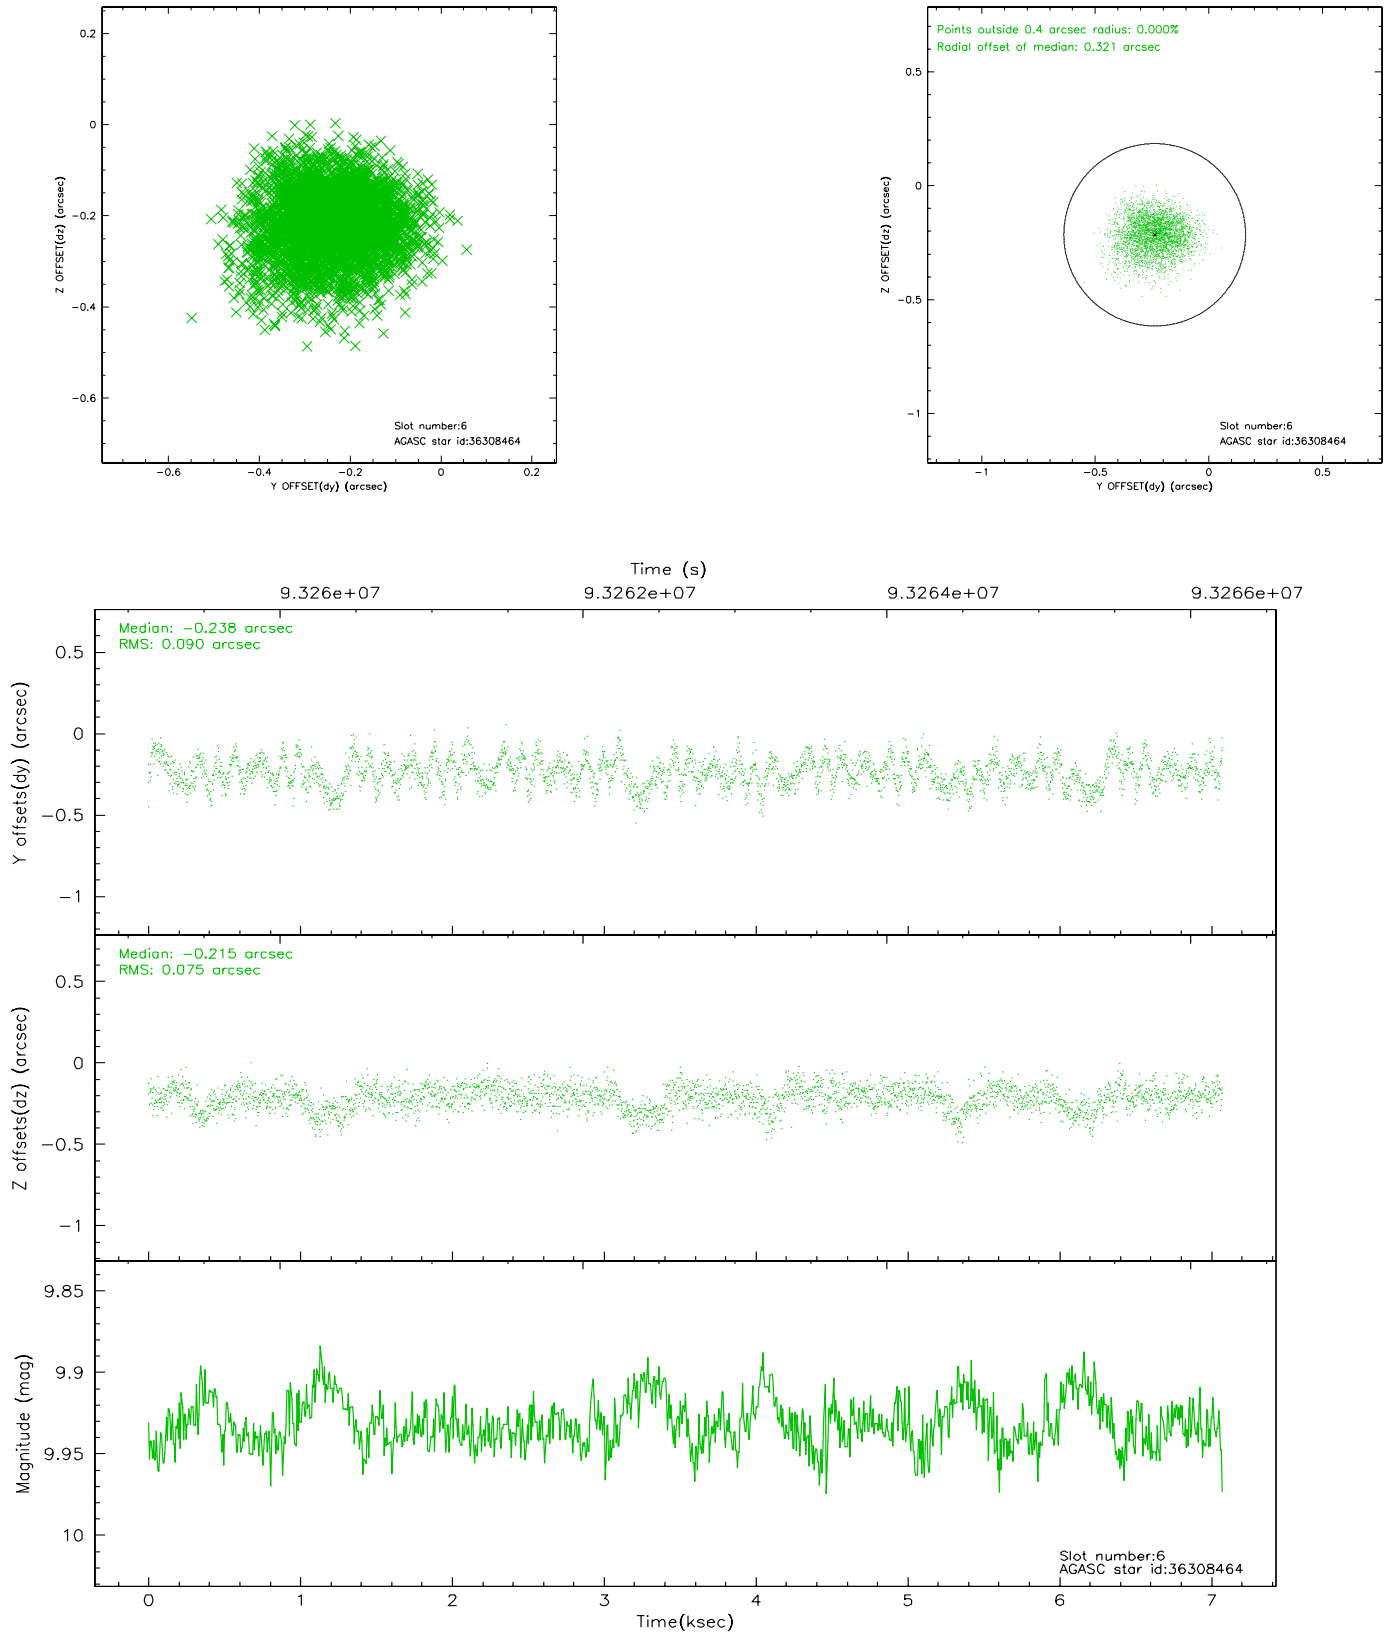 0.2
0
−0.2
−0.4
−0.6
Z OFFSET(dz) (arcsec)
Slot number:6
AGASC star id:36308464
−0.6 −0.4 −0.2 0 0.2
Y OFFSET(dy) (arcsec)
Points outside 0.4 arcsec radius: 0.000%
Radial offset of median: 0.321 arcsec
0.5
0
−0.5
−1
Z OFFSET(dz) (arcsec)
Slot number:6
AGASC star id:36308464
−1 −0.5 0 0.5
Y OFFSET(dy) (arcsec)
Time (s)
9.326e+07 9.3262e+07 9.3264e+07 9.3266e+07
Median: −0.238 arcsec
RMS: 0.090 arcsec
0.5
0
−0.5
−1
Y offsets(dy) (arcsec)
Median: −0.215 arcsec
RMS: 0.075 arcsec
0.5
0
−0.5
−1
Z offsets(dz) (arcsec)
9.85
9.9
9.95
10
Magnitude (mag)
Slot number:6
AGASC star id:36308464
0 1 2 3 4 5 6 7
Time(ksec)